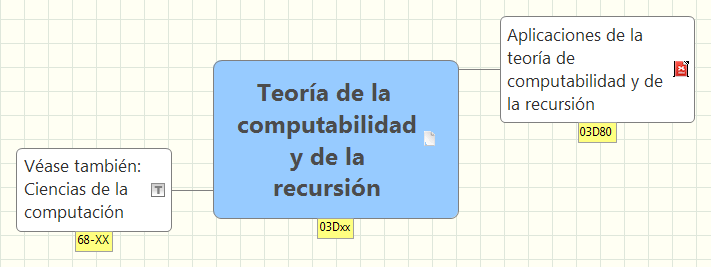 Aplicaciones de la
teoría de
computabilidad y de
la recursión
03D80
Teoría de la
computabilidad
y de la
recursión
03Dxx
Véase también:
Ciencias de la
computación
T
68-XX